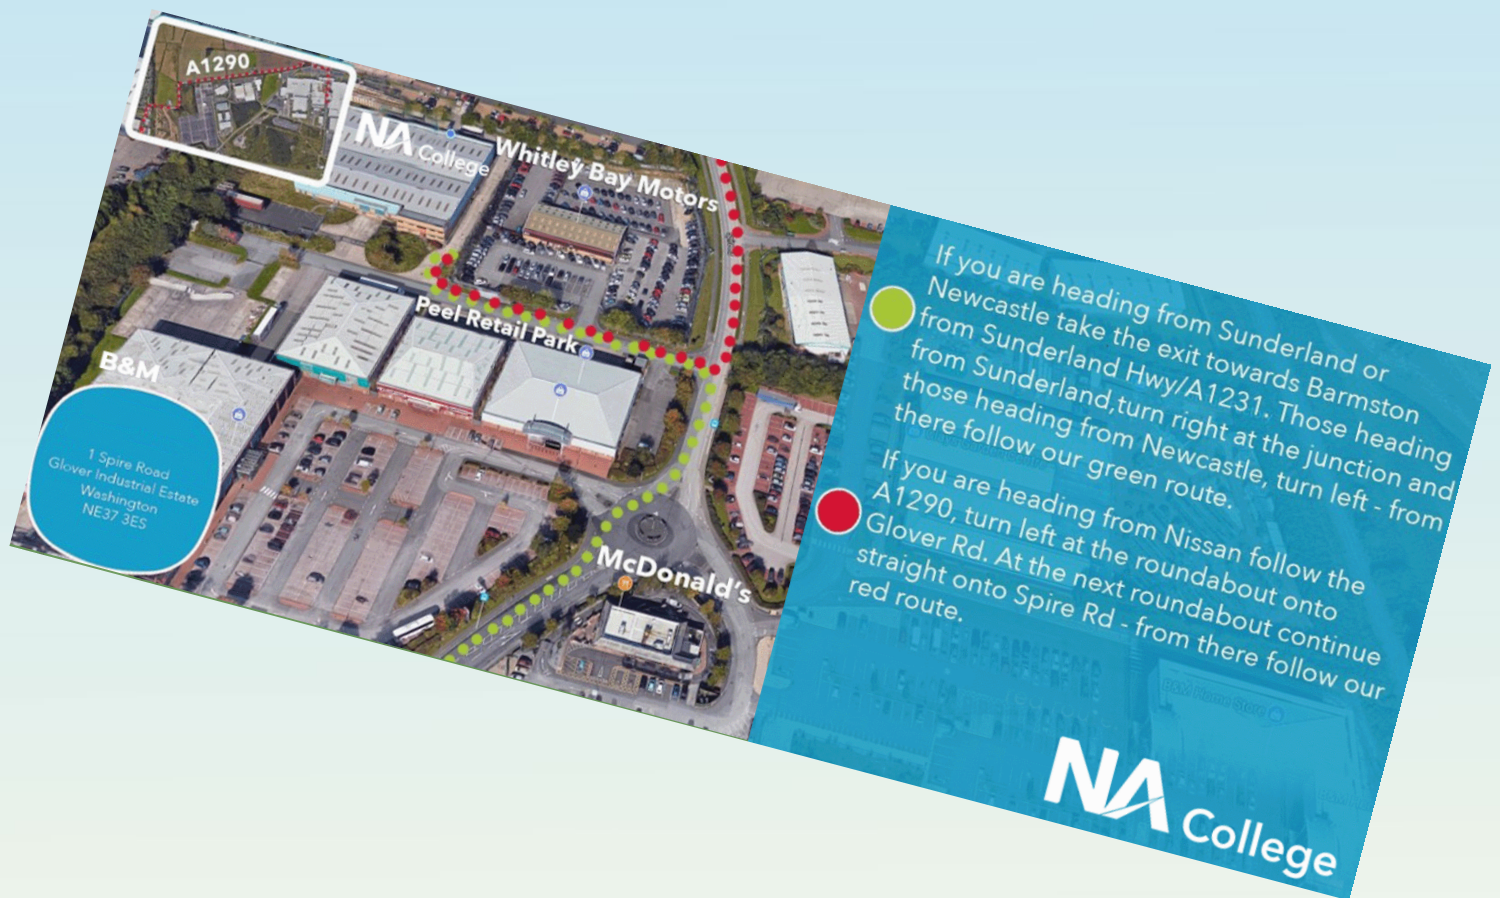 A1290
NA College
Whitley Bay Motors
Peel Retail Park
B&M
1 Spire Road
Glover Industrial Estate
Washington
NE37 3ES
McDonald's
If you are heading from Sunderland or
Newcastle take the exit towards Barmston
from Sunderland Hwy/A1231. Those heading
from Sunderland,turn right at the junction and
those heading from Newcastle, turn left - from
there follow our green route.
If you are heading from Nissan follow the
A1290, turn left at the roundabout onto
Glover Rd. At the next roundabout continue
straight onto Spire Rd - from there follow our
red route.
B&M Home Store
NA College